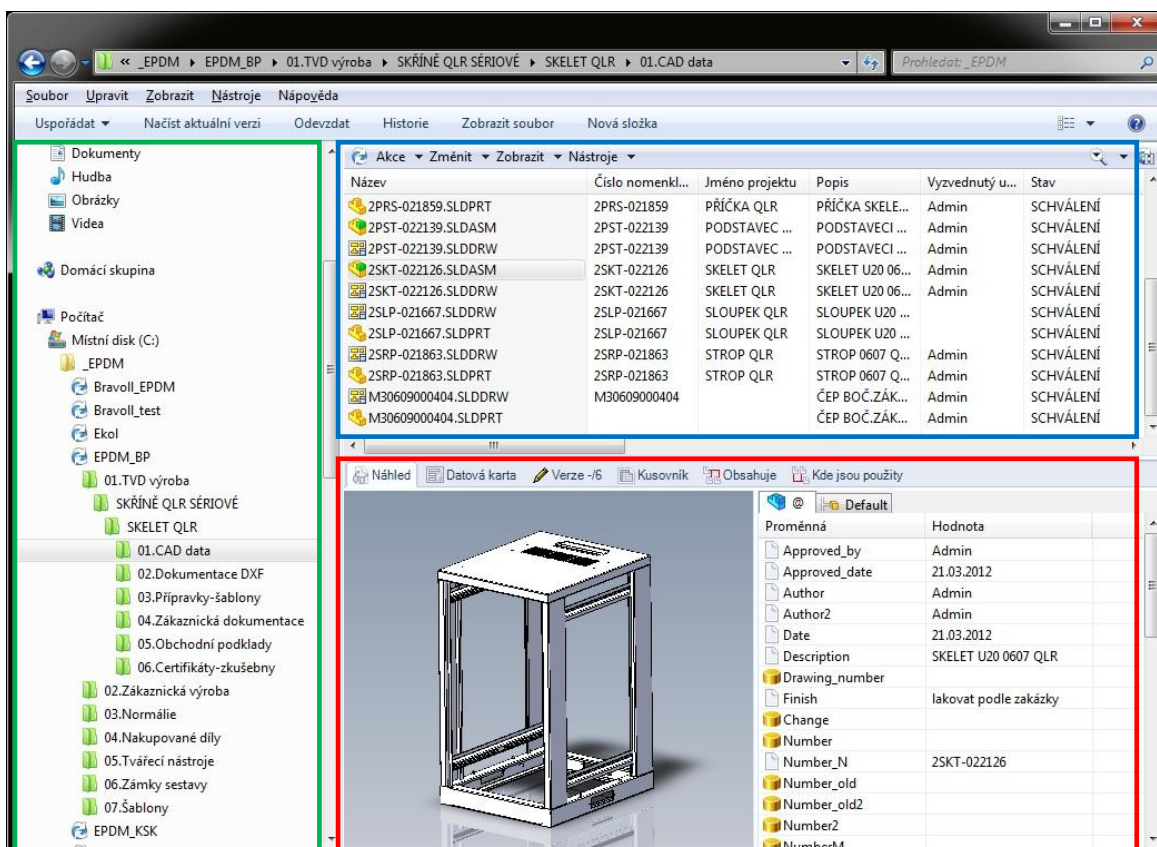 « _EPDM ▸ EPDM_BP ▸ 01.TVD výroba ▸ SKŘÍNĚ QLR SÉRIOVÉ ▸ SKELET QLR ▸ 01.CAD data Prohledat: _EPDM
Soubor Upravit Zobrazit Nástroje Nápověda
Uspořádat Načíst aktuální verzi Odevzdat Historie Zobrazit soubor Nová složka
Dokumenty
Hudba
Obrázky
Videa
Domácí skupina
Počítač
Místní disk (C:)
_EPDM
Bravoll_EPDM
Bravoll_test
Ekol
EPDM_BP
01.TVD výroba
SKŘÍNĚ QLR SÉRIOVÉ
SKELET QLR
01.CAD data
02.Dokumentace DXF
03.Přípravky-šablony
04.Zákaznická dokumentace
05.Obchodní podklady
06.Certifikáty-zkušebny
02.Zákaznická výroba
03.Normálie
04.Nakupované díly
05.Tvářecí nástroje
06.Zámky sestavy
07.Šablony
EPDM_KSK
Akce Změnit Zobrazit Nástroje
Název Číslo nomenkl... Jméno projektu Popis Vyzvednutý u... Stav
2PRS-021859.SLDPRT 2PRS-021859 PŘÍČKA QLR PŘÍČKA SKELE... Admin SCHVÁLENÍ
2PST-022139.SLDASM 2PST-022139 PODSTAVEC ... PODSTAVECI ... Admin SCHVÁLENÍ
2PST-022139.SLDDRW 2PST-022139 PODSTAVEC ... PODSTAVECI ... Admin SCHVÁLENÍ
2SKT-022126.SLDASM 2SKT-022126 SKELET QLR SKELET U20 06... Admin SCHVÁLENÍ
2SKT-022126.SLDDRW 2SKT-022126 SKELET QLR SKELET U20 06... Admin SCHVÁLENÍ
2SLP-021667.SLDDRW 2SLP-021667 SLOUPEK QLR SLOUPEK U20 ... SCHVÁLENÍ
2SLP-021667.SLDPRT 2SLP-021667 SLOUPEK QLR SLOUPEK U20 ... SCHVÁLENÍ
2SRP-021863.SLDDRW 2SRP-021863 STROP QLR STROP 0607 Q... Admin SCHVÁLENÍ
2SRP-021863.SLDPRT 2SRP-021863 STROP QLR STROP 0607 Q... Admin SCHVÁLENÍ
M30609000404.SLDDRW M30609000404 ČEP BOČ.ZÁK... Admin SCHVÁLENÍ
M30609000404.SLDPRT ČEP BOČ.ZÁK... Admin SCHVÁLENÍ
Náhled Datová karta Verze -/6 Kusovník Obsahuje Kde jsou použity
@ Default
Proměnná Hodnota
Approved_by Admin
Approved_date 21.03.2012
Author Admin
Author2 Admin
Date 21.03.2012
Description SKELET U20 0607 QLR
Drawing_number
Finish lakovat podle zakázky
Change
Number
Number_N 2SKT-022126
Number_old
Number_old2
Number2
NumberM